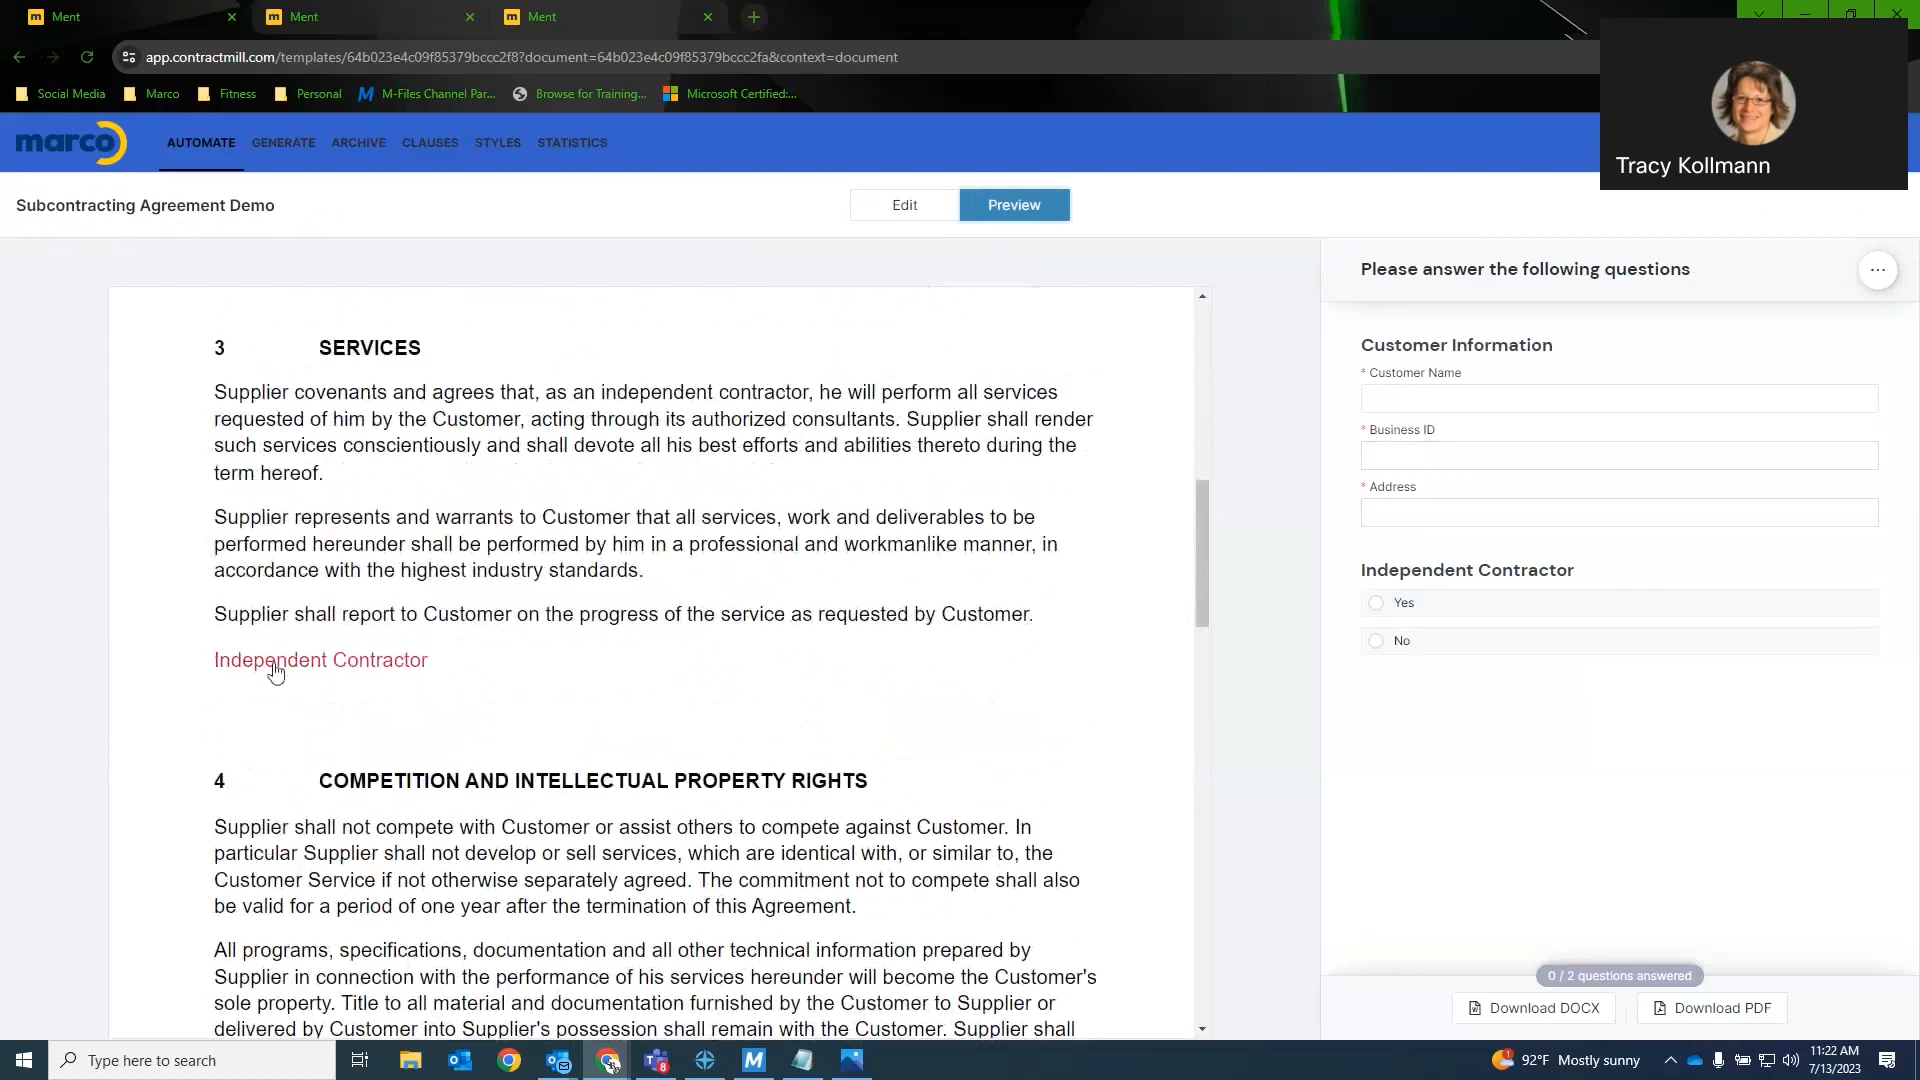 Ment
Ment
Ment
app.contractmill.com/templates/64b023e4c09f85379bccc2f8?document=64b023e4c09f85379bccc2fa&context=document
Social Media
Marco
Fitness
Personal
M-Files Channel Par...
Browse for Training,...
Microsoft Certified:...
Tracy Kollmann
marco
AUTOMATE
GENERATE
ARCHIVE
CLAUSES
STYLES
STATISTICS
Subcontracting Agreement Demo
Edit
Preview
3 SERVICES
Supplier covenants and agrees that, as an independent contractor, he will perform all services
requested of him by the Customer, acting through its authorized consultants. Supplier shall render
such services conscientiously and shall devote all his best efforts and abilities thereto during the
term hereof.
Supplier represents and warrants to Customer that all services, work and deliverables to be
performed hereunder shall be performed by him in a professional and workmanlike manner, in
accordance with the highest industry standards.
Supplier shall report to Customer on the progress of the service as requested by Customer.
Independent Contractor
4 COMPETITION AND INTELLECTUAL PROPERTY RIGHTS
Supplier shall not compete with Customer or assist others to compete against Customer. In
particular Supplier shall not develop or sell services, which are identical with, or similar to, the
Customer Service if not otherwise separately agreed. The commitment not to compete shall also
be valid for a period of one year after the termination of this Agreement.
All programs, specifications, documentation and all other technical information prepared by
Supplier in connection with the performance of his services hereunder will become the Customer's
sole property. Title to all material and documentation furnished by the Customer to Supplier or
delivered by Customer into Supplier's possession shall remain with the Customer. Supplier shall
Please answer the following questions
Customer Information
* Customer Name
* Business ID
* Address
Independent Contractor
Yes
No
0 / 2 questions answered
Download DOCX
Download PDF
Type here to search
92°F Mostly sunny
11:22 AM
7/13/2023